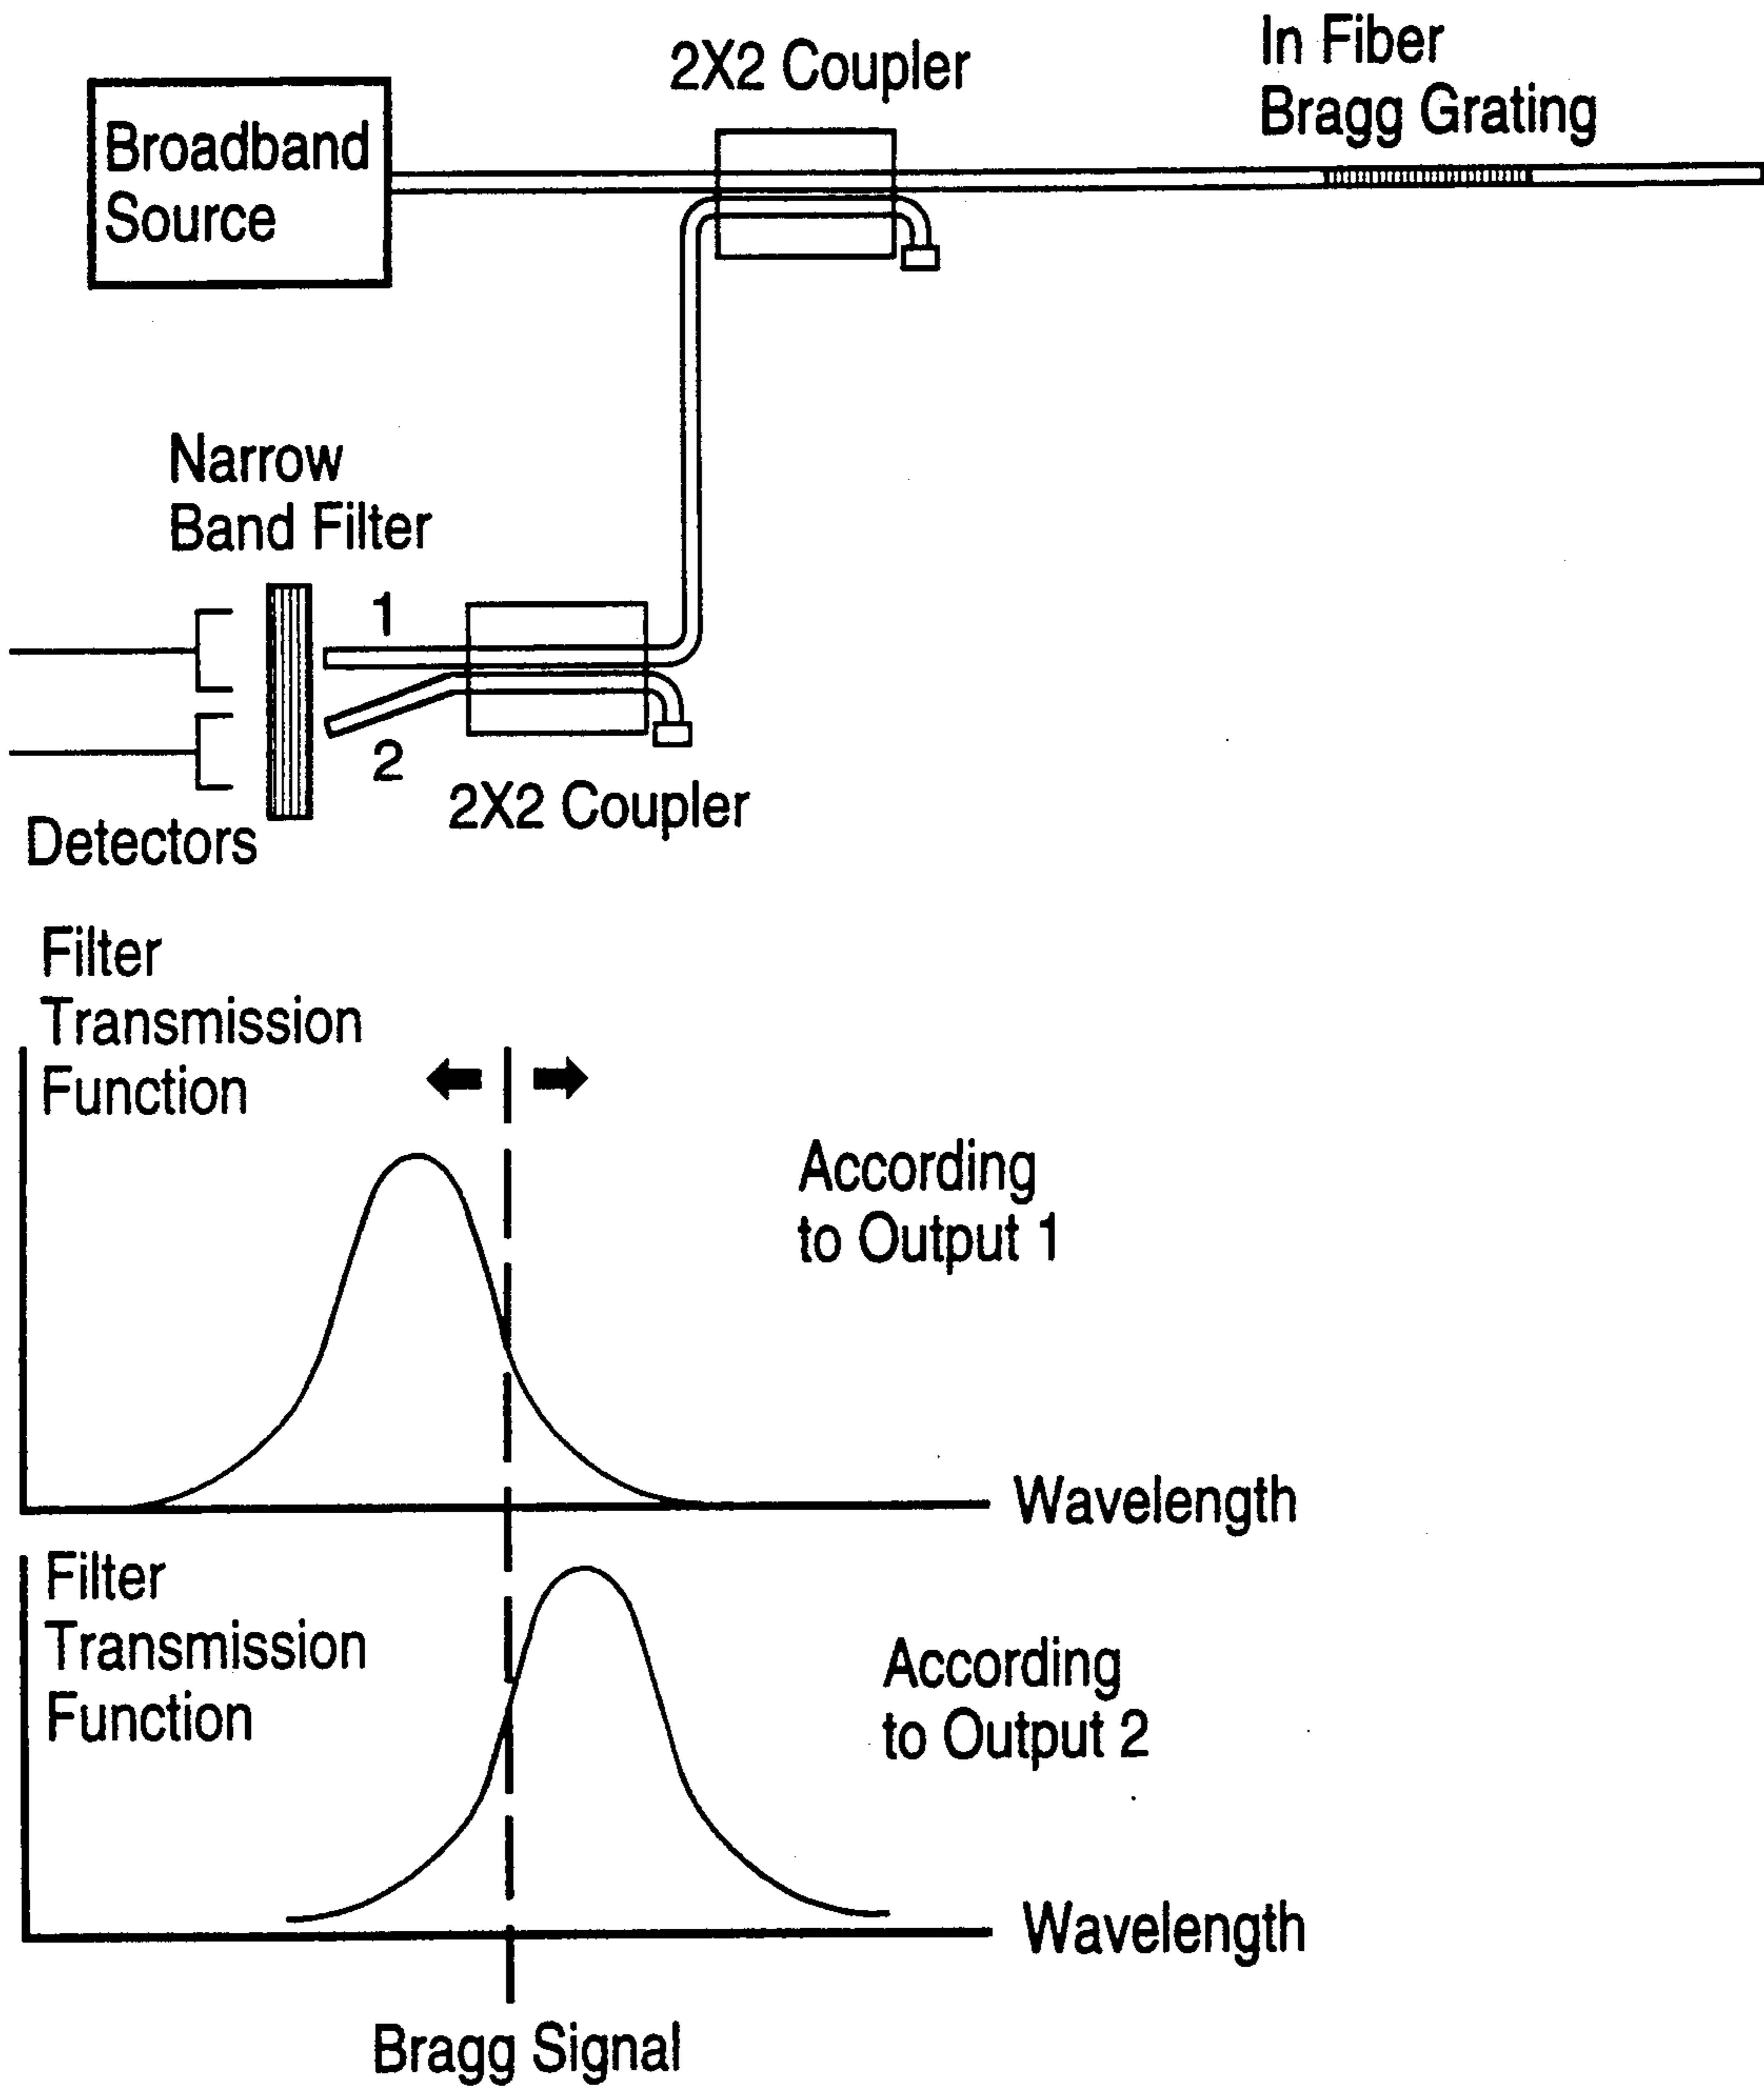 2X2 Coupler
In Fiber
Bragg Grating
Broadband
Source
Narrow
Band Filter
1
2
2X2 Coupler
Detectors
Filter
Transmission
Function
According
to Output 1
Wavelength
Filter
Transmission
Function
According
to Output 2
Wavelength
Bragg Signal